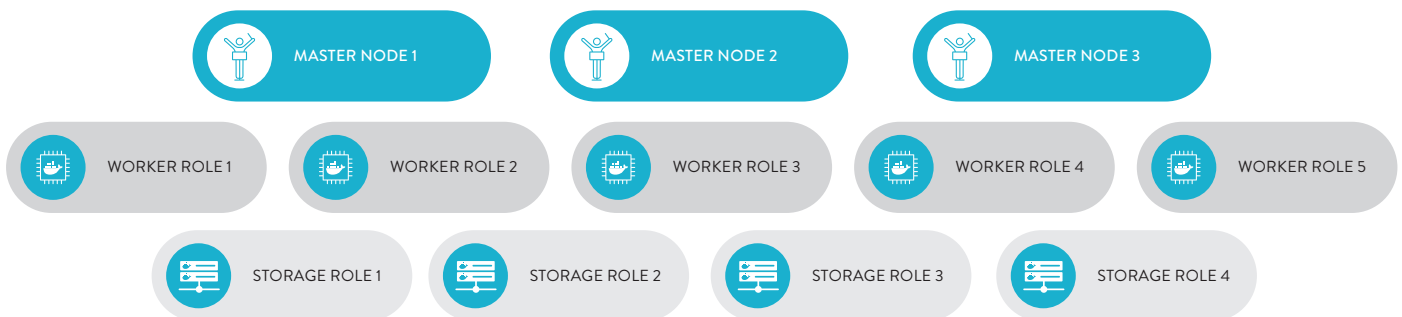 MASTER NODE 1
MASTER NODE 2
MASTER NODE 3
WORKER ROLE 1
WORKER ROLE 2
WORKER ROLE 3
WORKER ROLE 4
WORKER ROLE 5
STORAGE ROLE 1
STORAGE ROLE 2
STORAGE ROLE 3
STORAGE ROLE 4